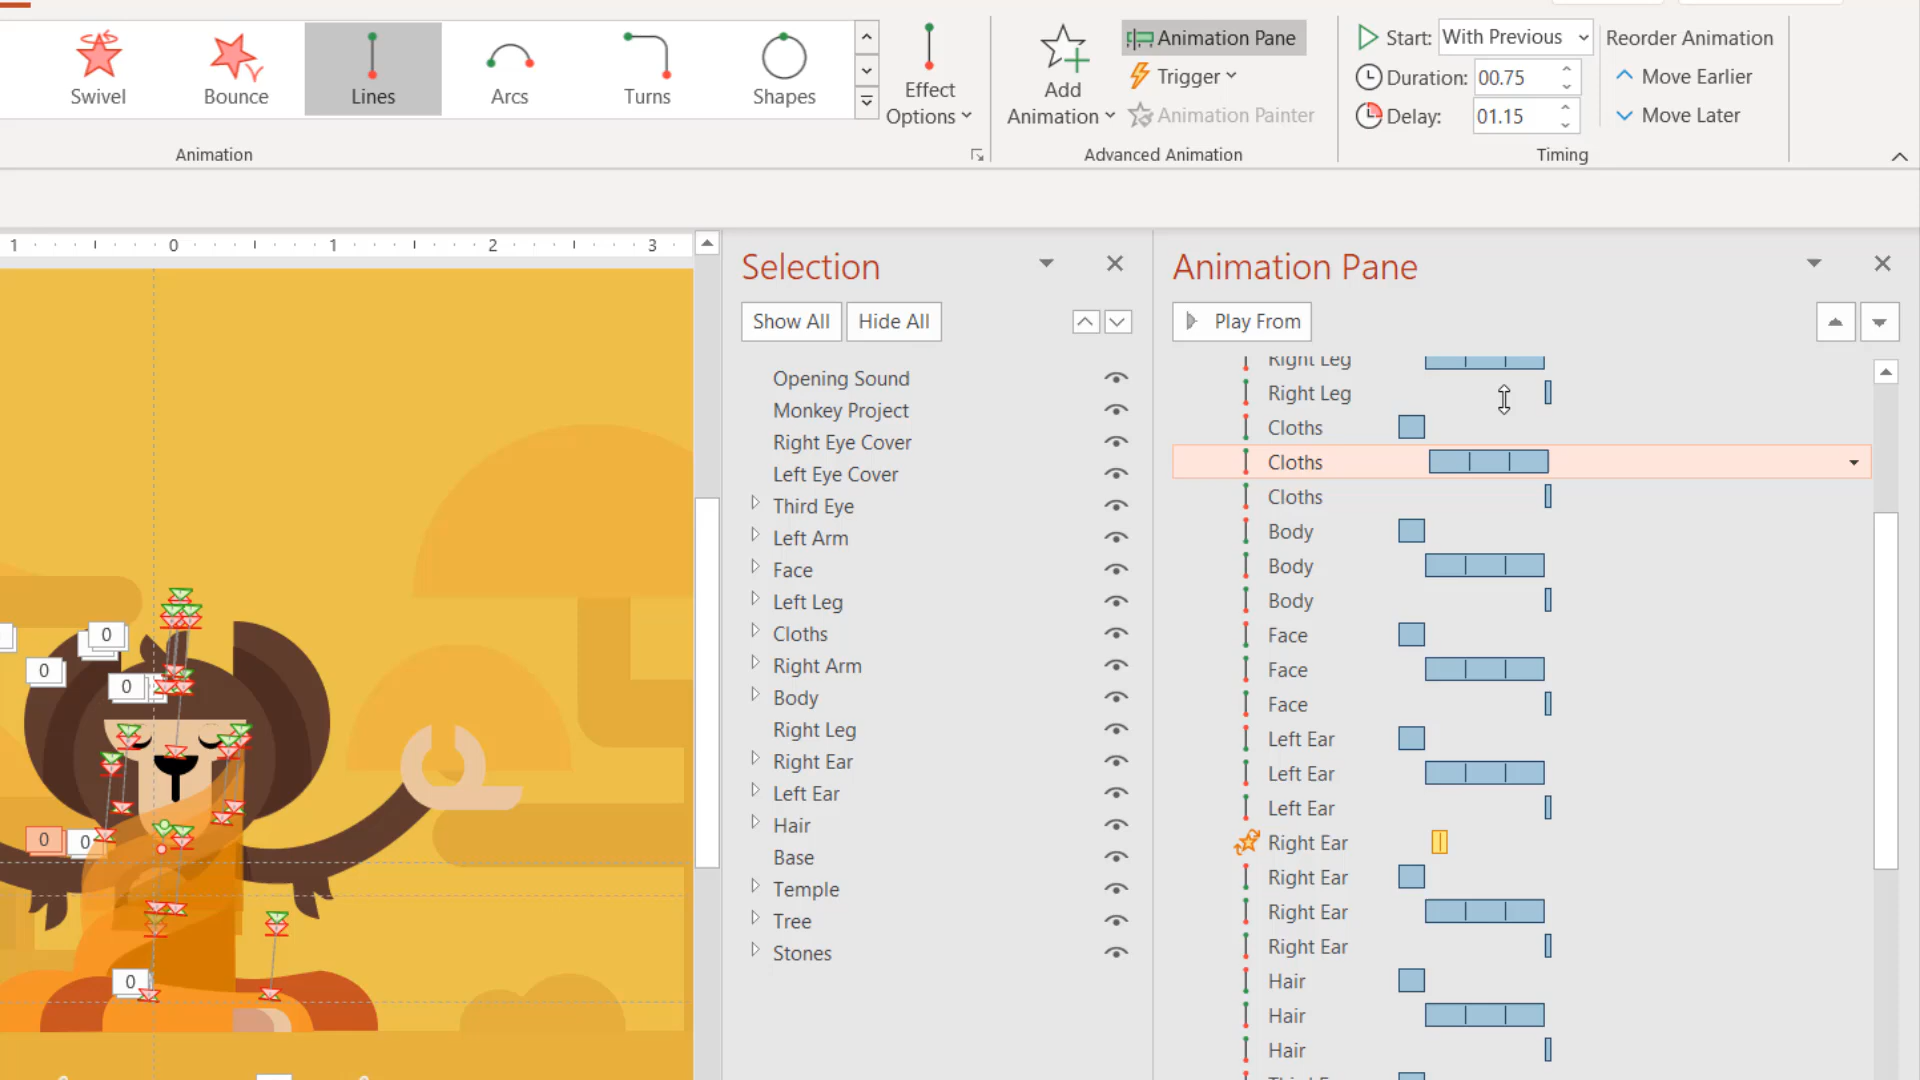 Swivel
Bounce
Lines
Arcs
Turns
Shapes
Effect
Options
Add
Animation
Animation Pane
Trigger
Animation Painter
Start: With Previous
Duration: 00.75
Delay: 01.15
Reorder Animation
Move Earlier
Move Later
Animation
Advanced Animation
Timing
1 0 1 2 3
0
0
0
0
0
0
Selection
Show All
Hide All
Opening Sound
Monkey Project
Right Eye Cover
Left Eye Cover
Third Eye
Left Arm
Face
Left Leg
Cloths
Right Arm
Body
Right Leg
Right Ear
Left Ear
Hair
Base
Temple
Tree
Stones
Animation Pane
Play From
Right Leg
Right Leg
Cloths
Cloths
Cloths
Body
Body
Body
Face
Face
Face
Left Ear
Left Ear
Left Ear
Right Ear
Right Ear
Right Ear
Right Ear
Hair
Hair
Hair